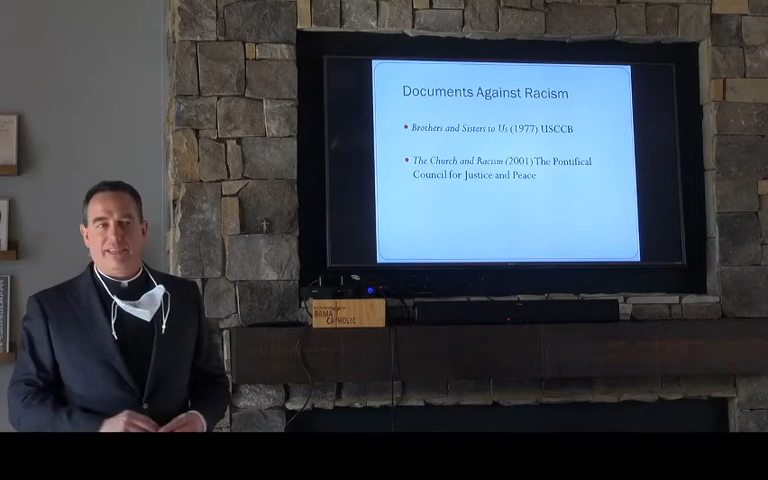 Documents Against Racism
• Brothers and Sisters to Us (1977) USCCB
• The Church and Racism (2001) The Pontifical
Council for Justice and Peace
BAMA
CATHOLIC